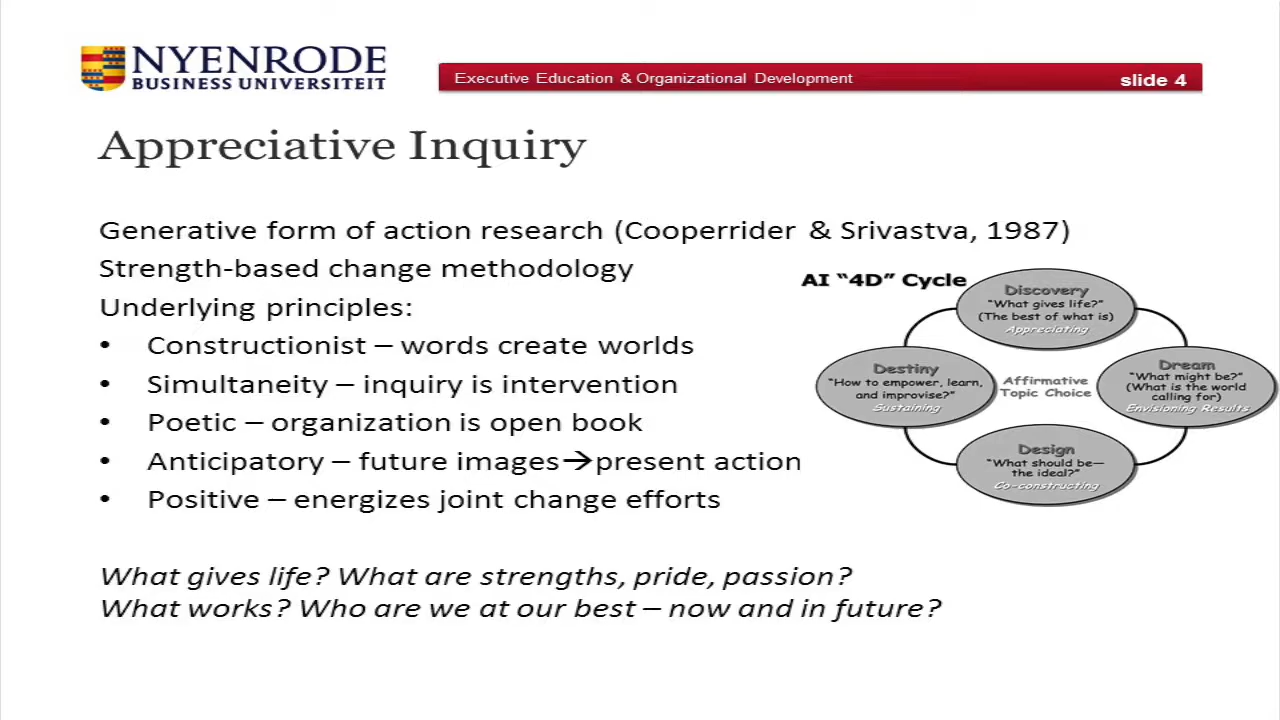 NYENRODE
BUSINESS UNIVERSITEIT
Executive Education & Organizational Development
slide 4
Appreciative Inquiry
Generative form of action research (Cooperrider & Srivastva, 1987)
Strength-based change methodology
Underlying principles:
• Constructionist – words create worlds
• Simultaneity – inquiry is intervention
• Poetic – organization is open book
• Anticipatory – future images→present action
• Positive – energizes joint change efforts
What gives life? What are strengths, pride, passion?
What works? Who are we at our best – now and in future?
AI “4D” Cycle
Discovery
“What gives life?”
(The best of what is)
Appreciating
Dream
“What might be?”
(What is the world
calling for)
Envisioning Results
Design
“What should be—
the ideal?”
Co-constructing
Destiny
“How to empower, learn,
and improvise?”
Sustaining
Affirmative
Topic Choice